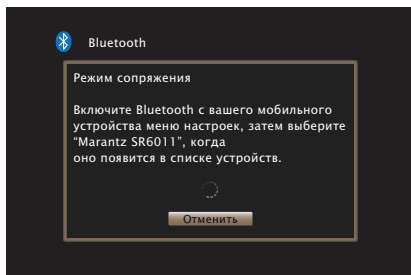 Bluetooth
Режим сопряжения
Включите Bluetooth с вашего мобильного
устройства меню настроек, затем выберите
“Marantz SR6011”, когда
оно появится в списке устройств.
Отменить